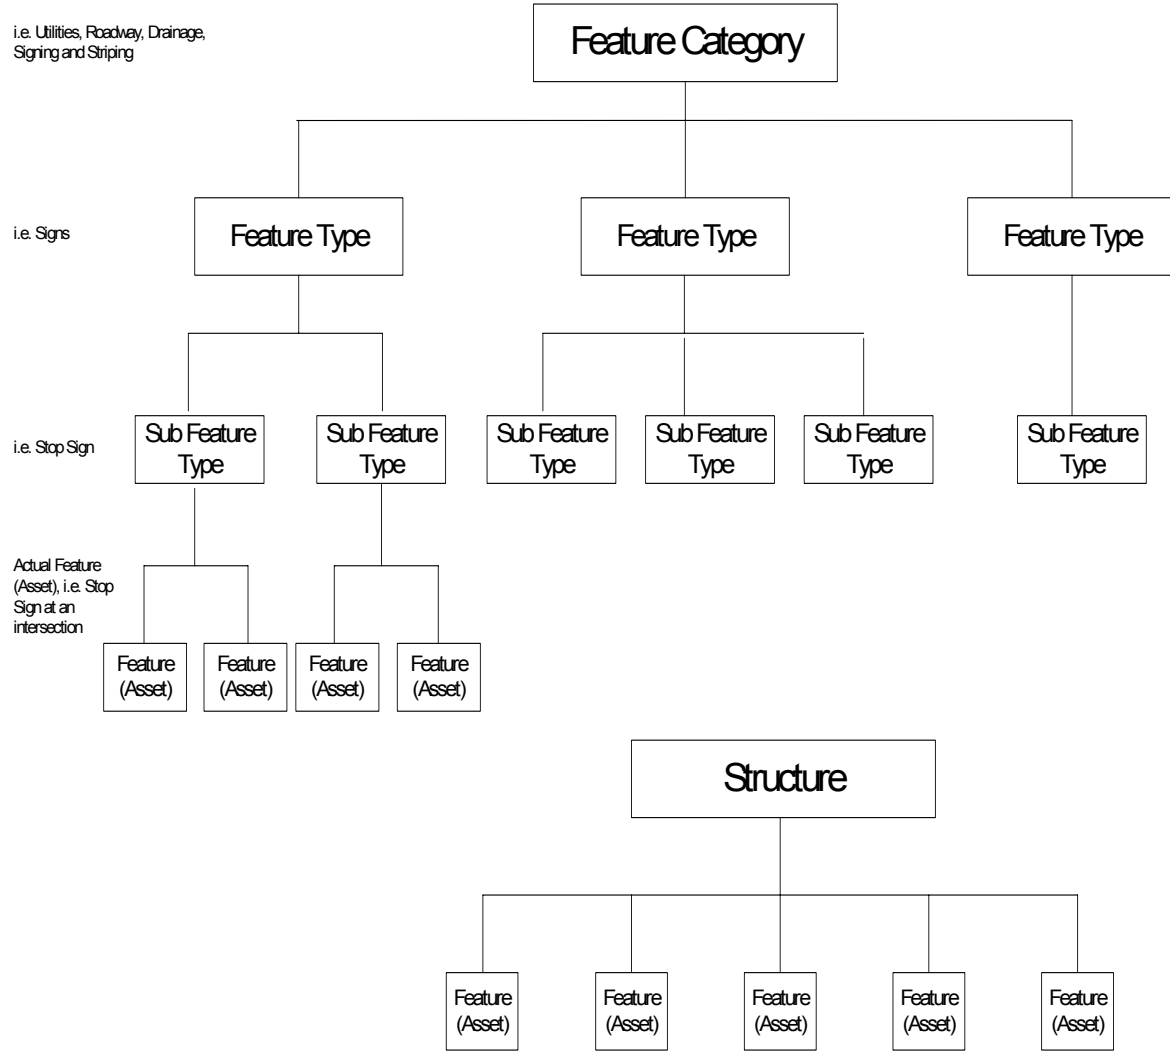 i.e. Utilities, Roadway, Drainage,
Signing and Striping
Feature Category
i.e. Signs
Feature Type
Feature Type
Feature Type
i.e. Stop Sign
Sub Feature
Type
Sub Feature
Type
Sub Feature
Type
Sub Feature
Type
Sub Feature
Type
Sub Feature
Type
Actual Feature
(Asset), i.e. Stop
Sign at an
intersection
Feature
(Asset)
Feature
(Asset)
Feature
(Asset)
Feature
(Asset)
Structure
Feature
(Asset)
Feature
(Asset)
Feature
(Asset)
Feature
(Asset)
Feature
(Asset)